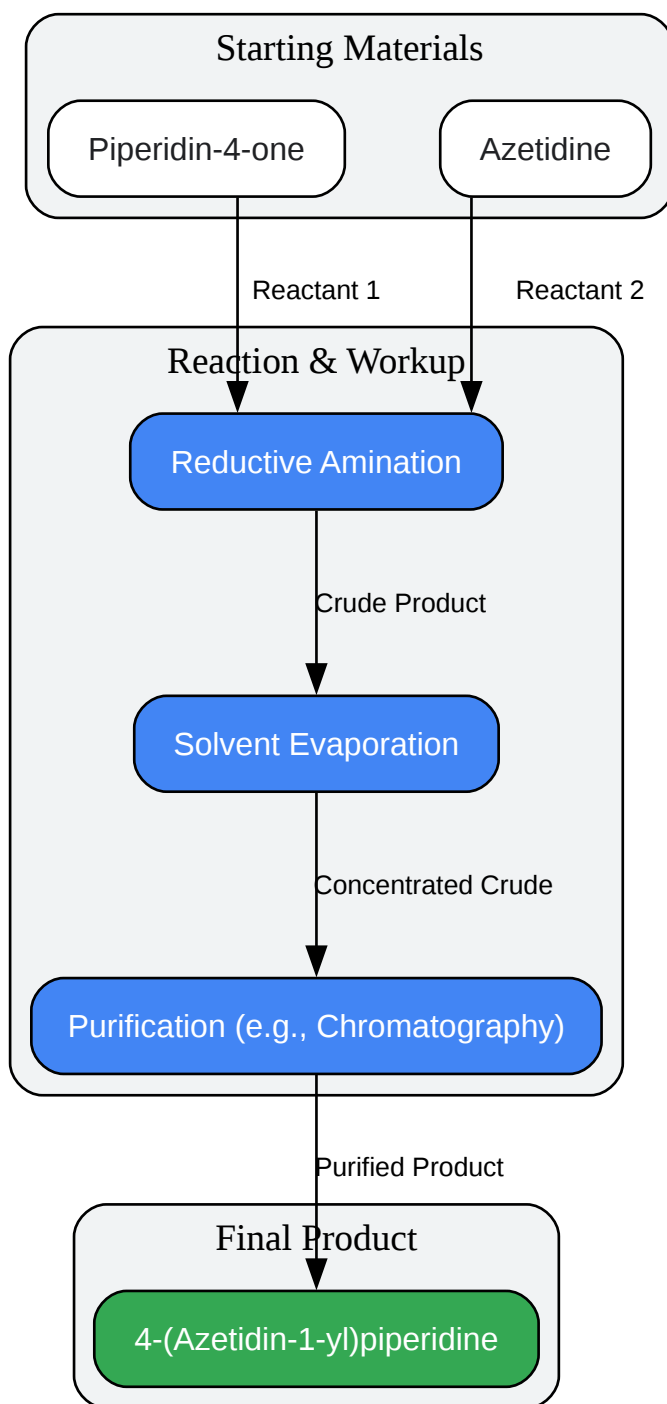 Starting Materials
Piperidin-4-one
Azetidine
Reactant 1
Reactant 2
Reaction & Workup
Reductive Amination
Crude Product
Solvent Evaporation
Concentrated Crude
Purification (e.g., Chromatography)
Purified Product
Final Product
4-(Azetidin-1-yl)piperidine